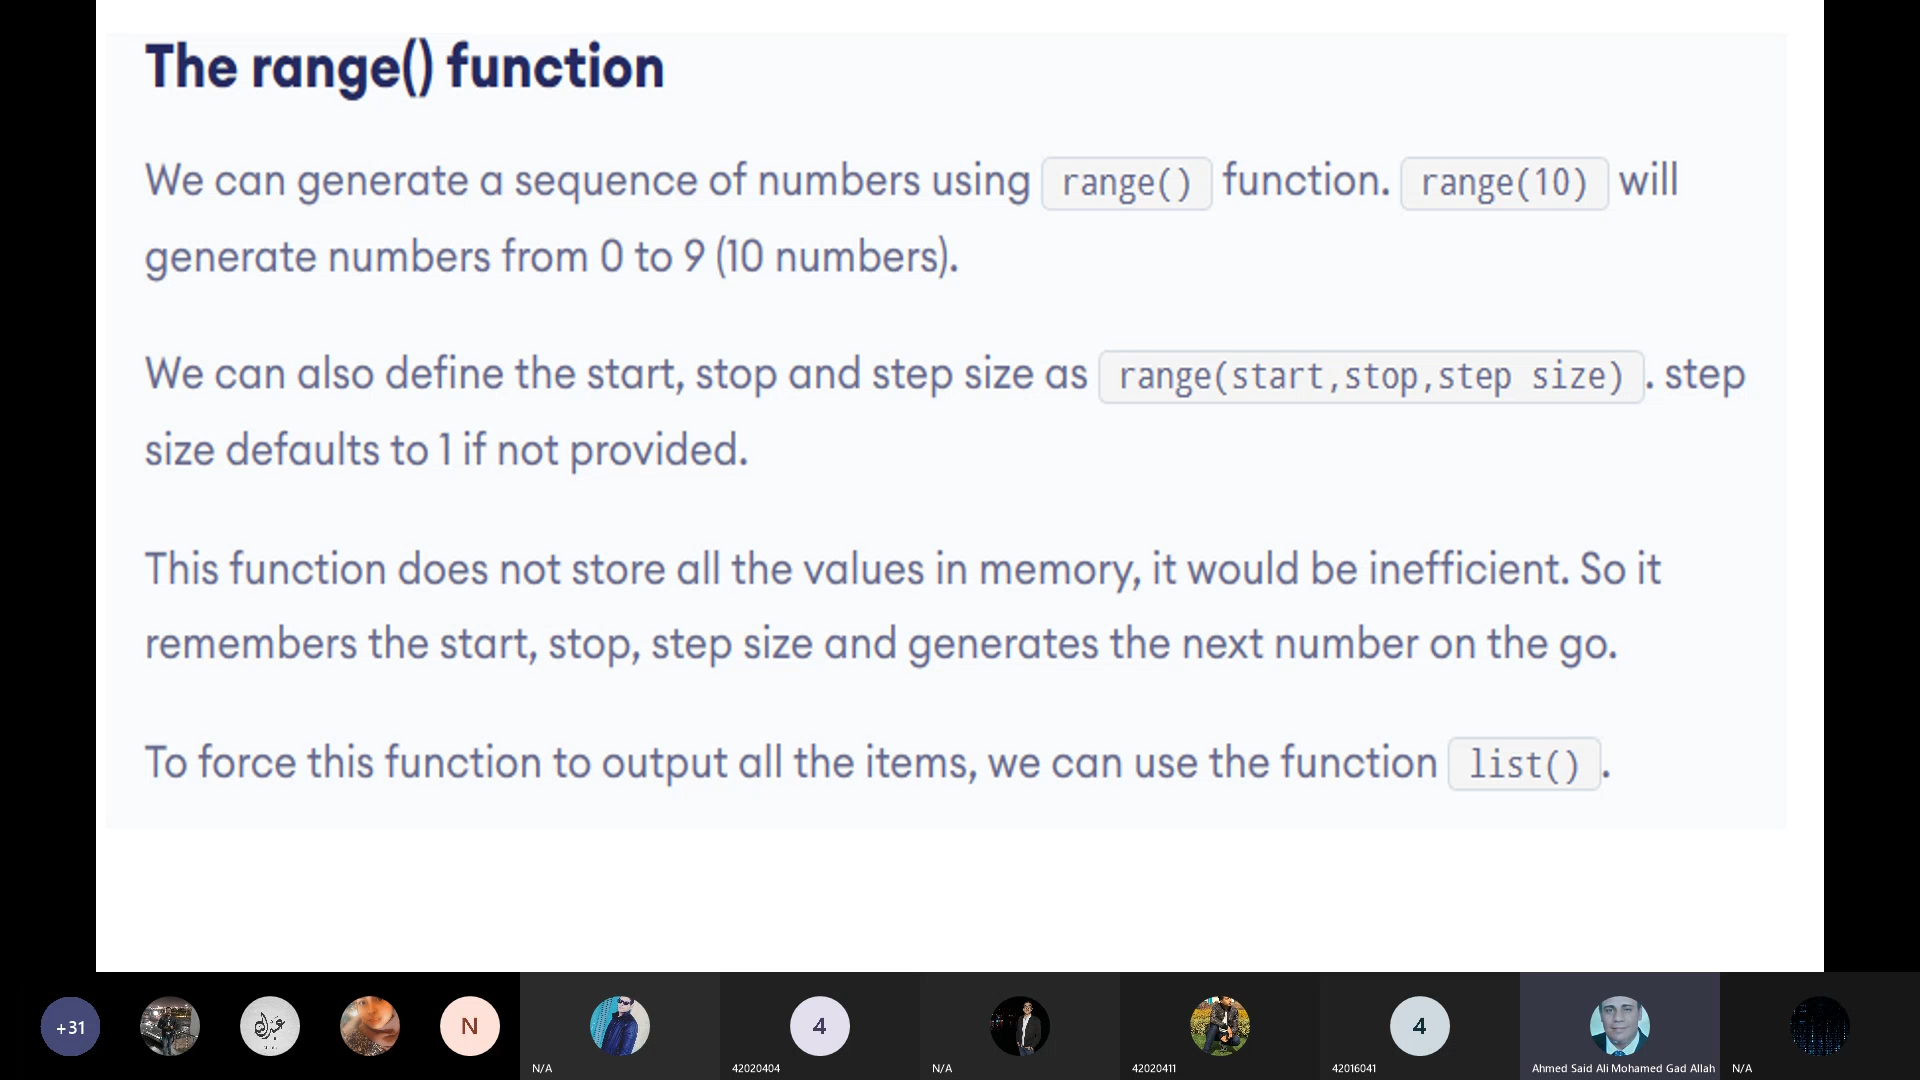 The range() function
We can generate a sequence of numbers using range() function. range(10) will
generate numbers from 0 to 9 (10 numbers).
We can also define the start, stop and step size as range(start,stop,step size) . step
size defaults to 1 if not provided.
This function does not store all the values in memory, it would be inefficient. So it
remembers the start, stop, step size and generates the next number on the go.
To force this function to output all the items, we can use the function list() .
+31
N
4
4
N/A
42020404
N/A
42020411
42016041
Ahmed Said Ali Mohamed Gad Allah
N/A